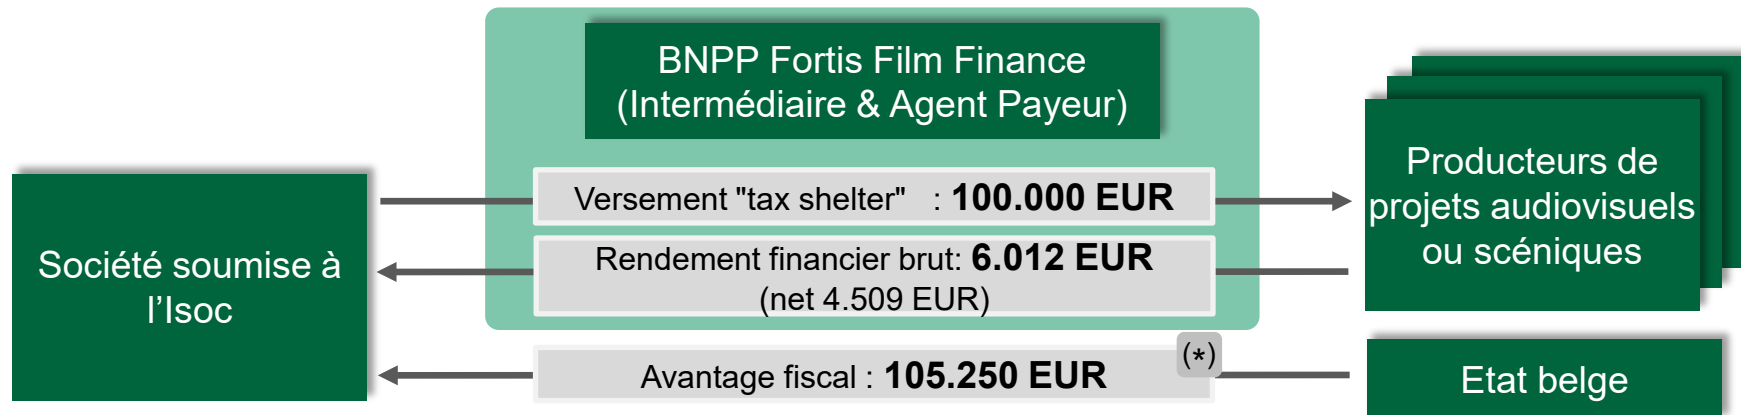 BNPP Fortis Film Finance
(Intermédiaire & Agent Payeur)
Versement "tax shelter" : 100.000 EUR
Rendement financier brut: 6.012 EUR
(net 4.509 EUR)
Avantage fiscal : 105.250 EUR
(*)
Société soumise à
l'Isoc
Producteurs de
projets audiovisuels
ou scéniques
Etat belge